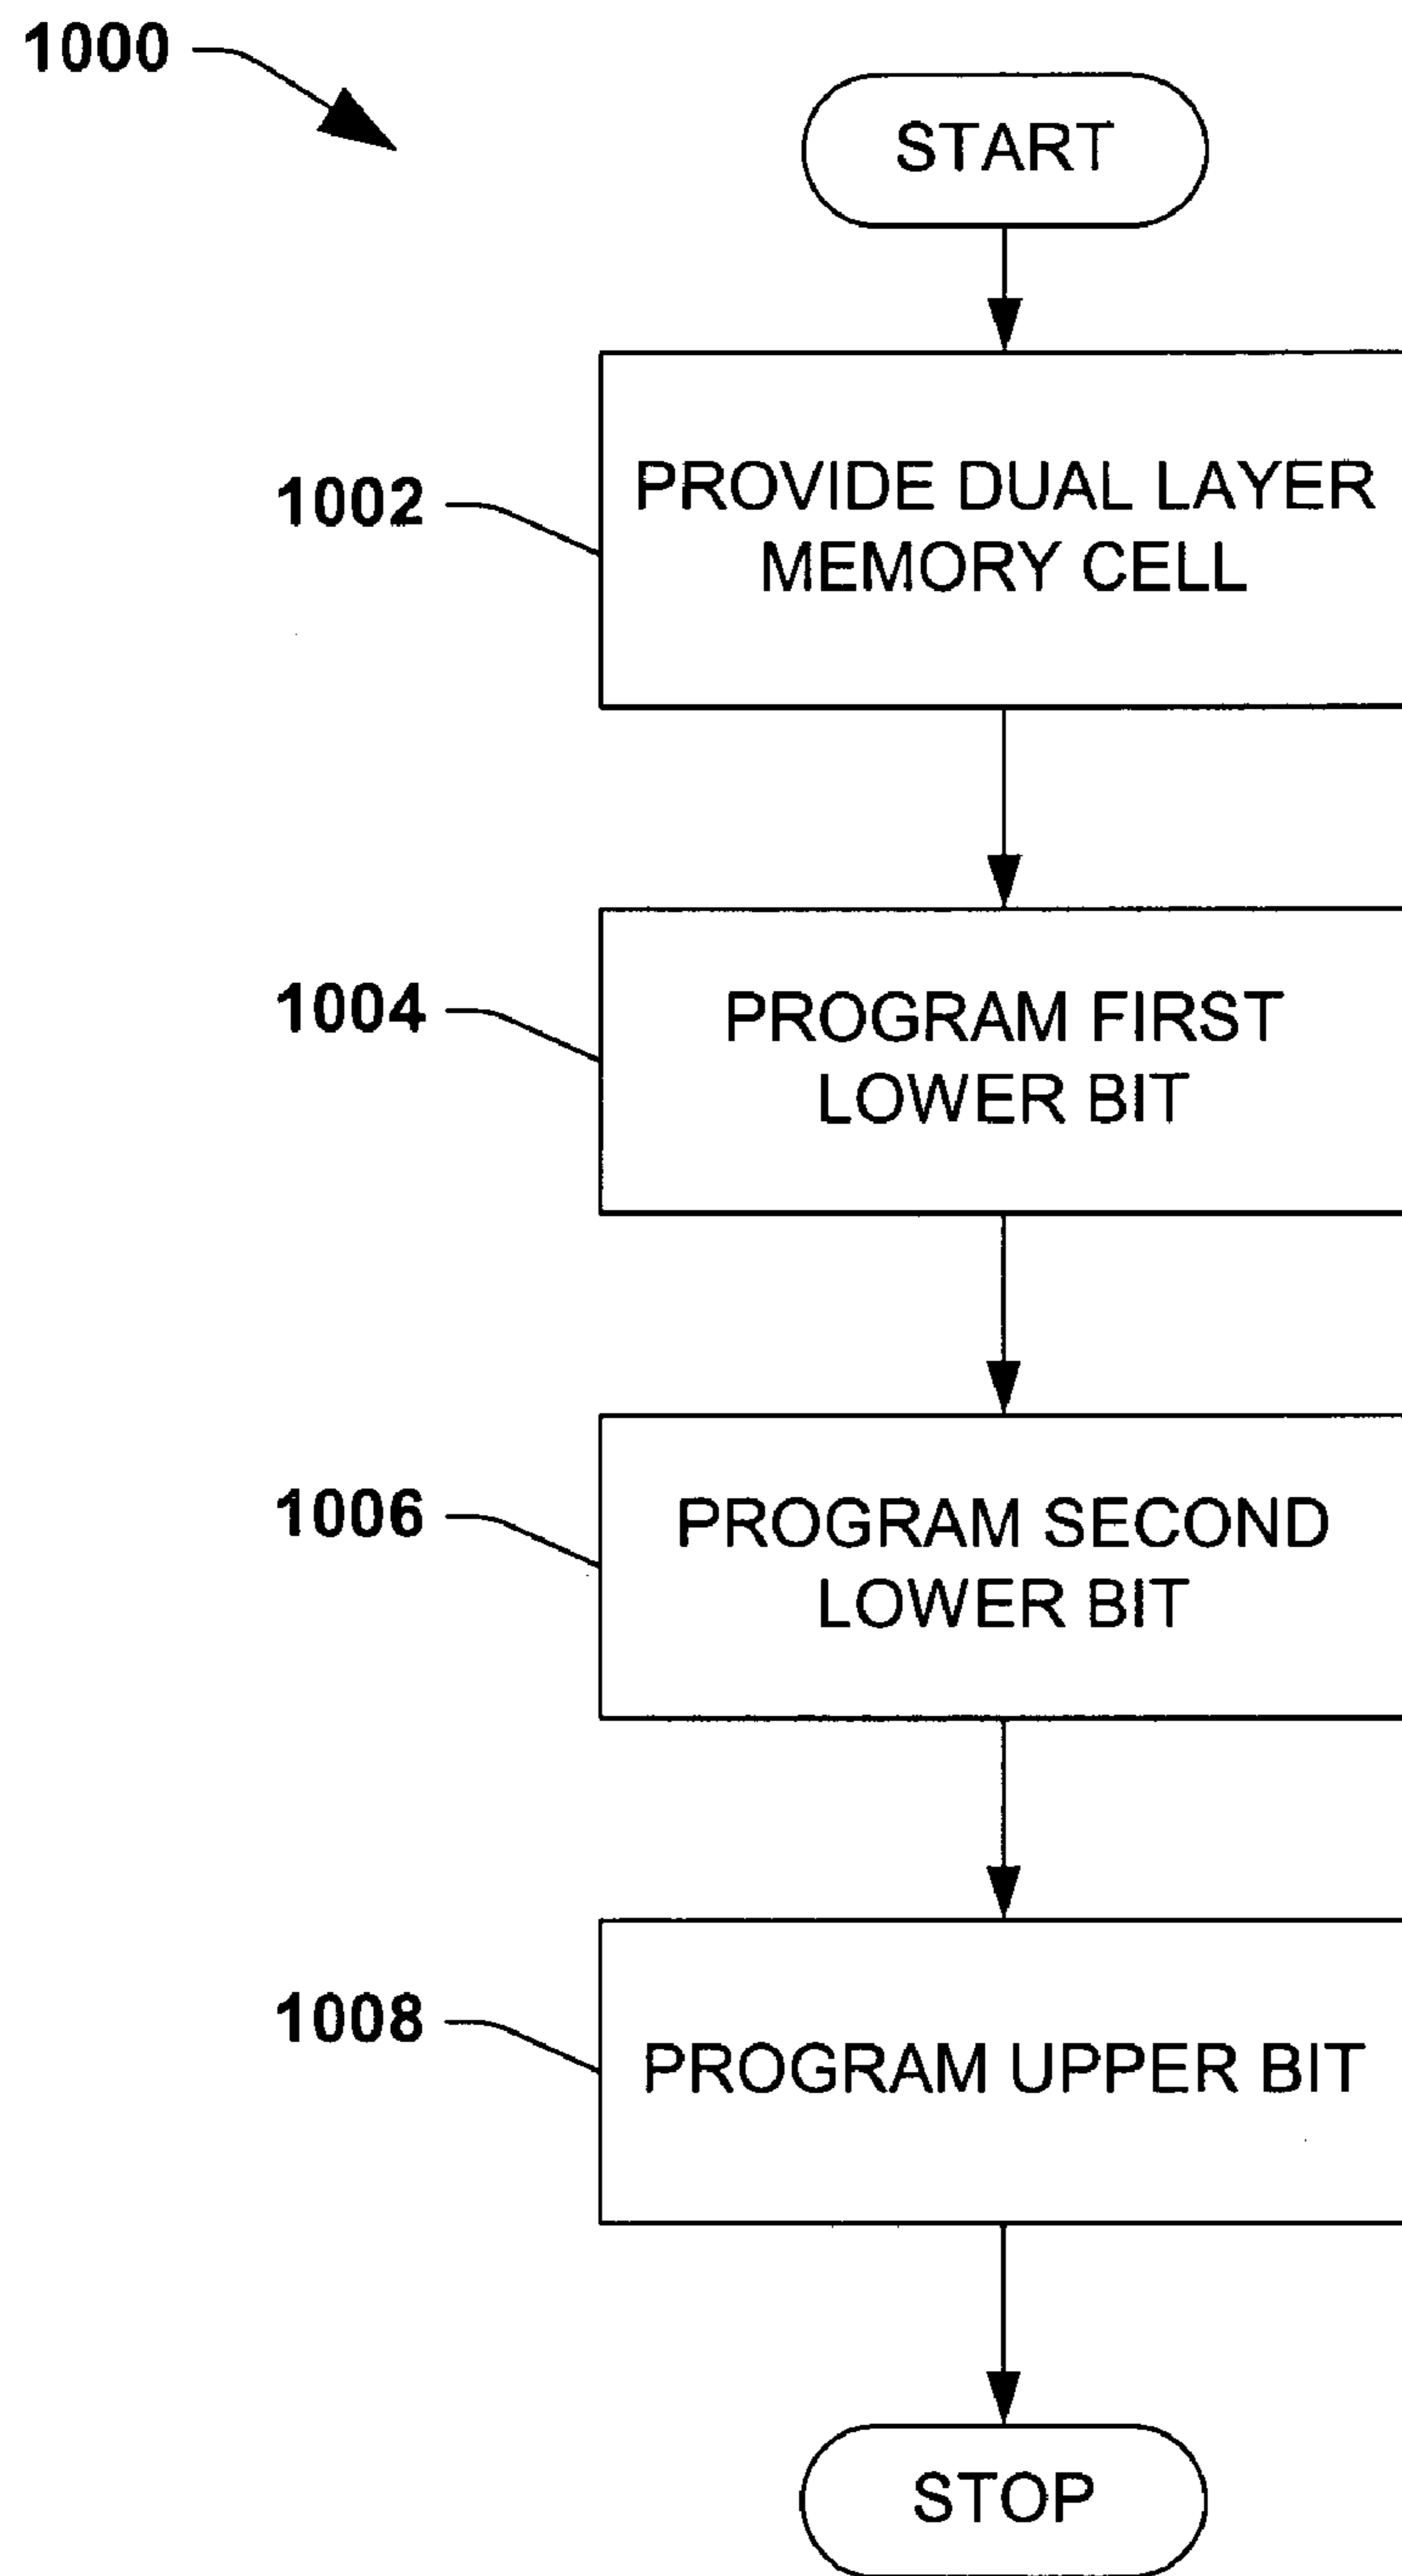 1000
START
1002
PROVIDE DUAL LAYER
MEMORY CELL
1004
PROGRAM FIRST
LOWER BIT
1006
PROGRAM SECOND
LOWER BIT
1008
PROGRAM UPPER BIT
STOP